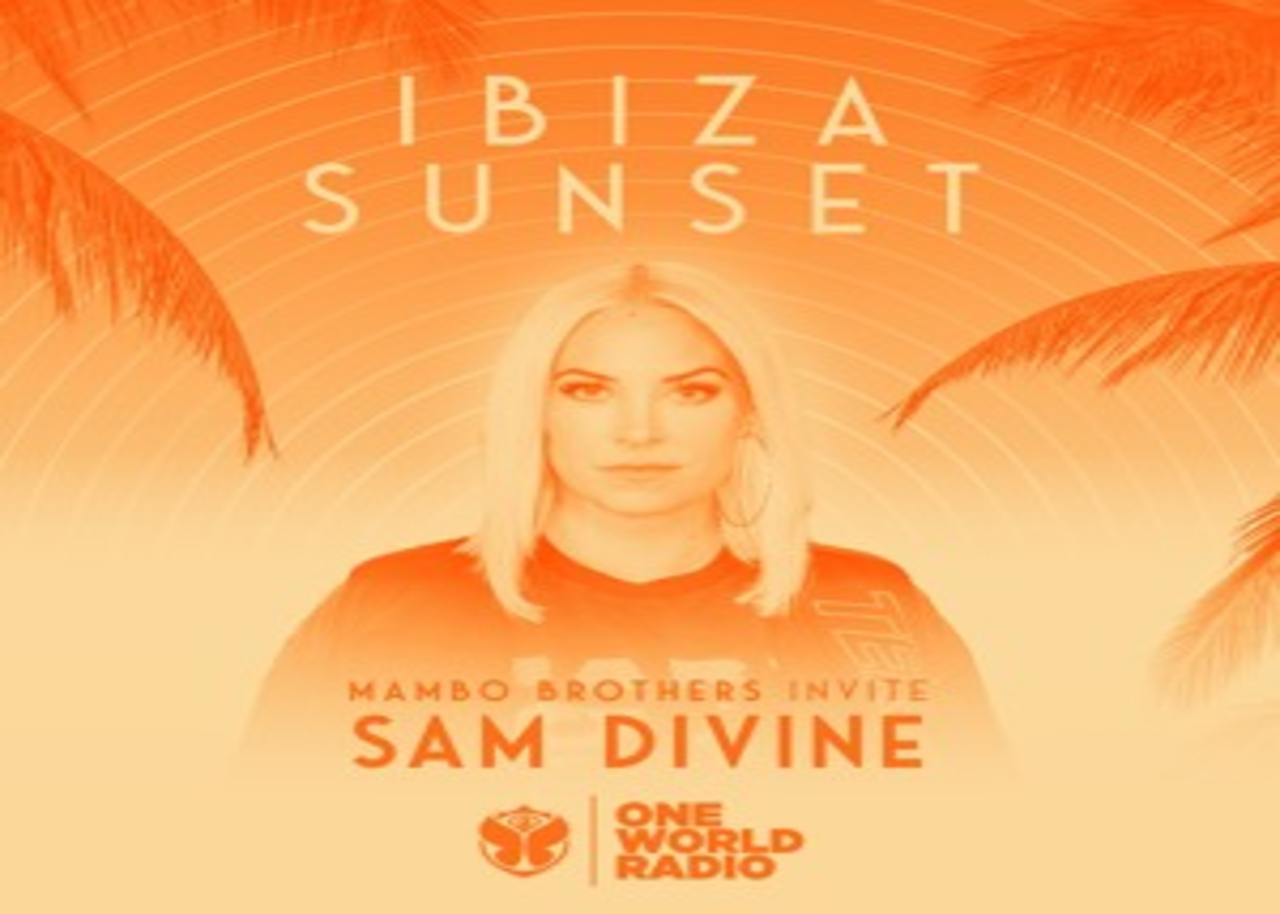 IBIZA
SUNSET
MAMBO BROTHERS INVITE
SAM DIVINE
ONE
WORLD
RADIO